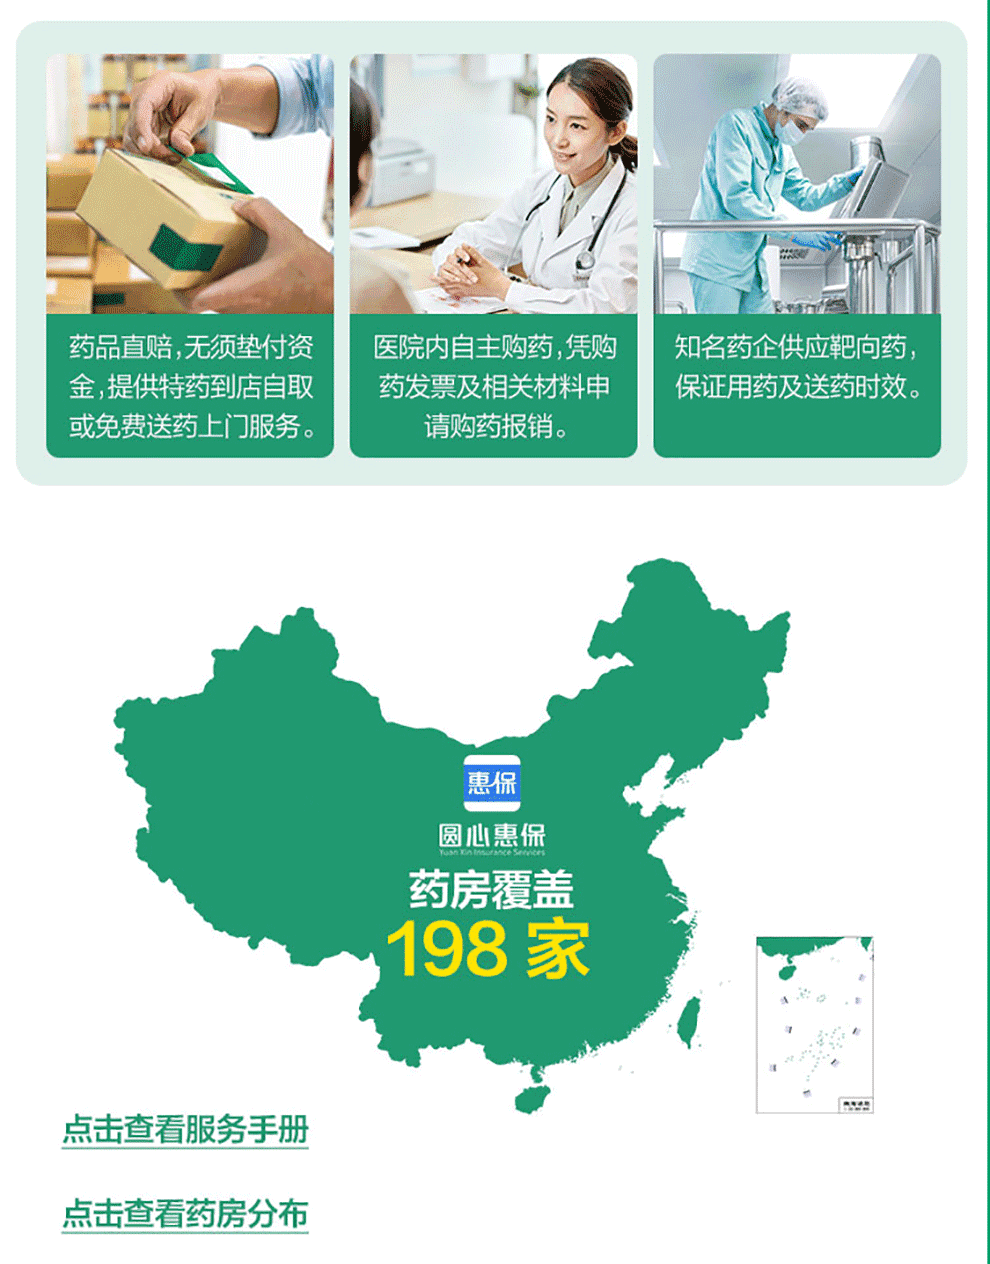 药品直赔，无须垫付资
金，提供特药到店自取
或免费送药上门服务。
医院内自主购药，凭购
药发票及相关材料申
请购药报销。
知名药企供应靶向药，
保证用药及送药时效。
惠保
圆心惠保
Yuan Xin Insurance Services
药房覆盖
198 家
点击查看服务手册
点击查看药房分布